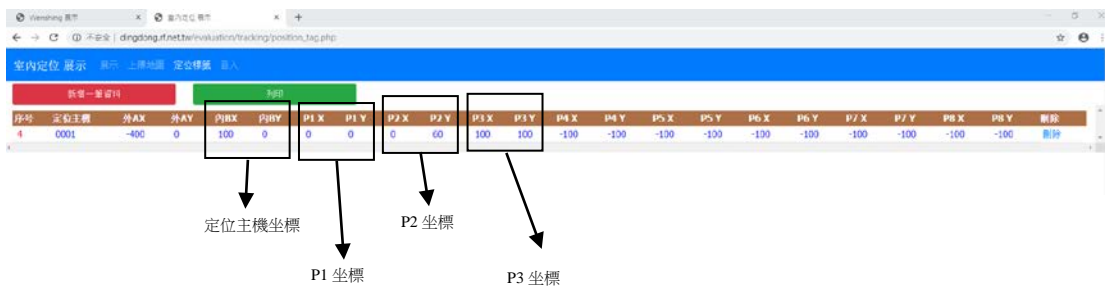 Vienshing 展示
室內定位 展示
不安全 | dingdong.rf.net.tw/evaluation/tracking/position_tag.php
室內定位 展示 展示 上標地圖 定位標籤 登入
新增一筆資料 列印
序号 定位主機 外AX 外AY 內BX 內BY P1 X P1 Y P2 X P2 Y P3 X P3 Y P4 X P4 Y P5 X P5 Y P6 X P6 Y P7 X P7 Y P8 X P8 Y 刪除
4 0001 -400 0 100 0 0 0 0 60 100 100 -100 -100 -100 -100 -100 -100 -100 -100 -100 -100 刪除
定位主機坐標
P2 坐標
P1 坐標
P3 坐標